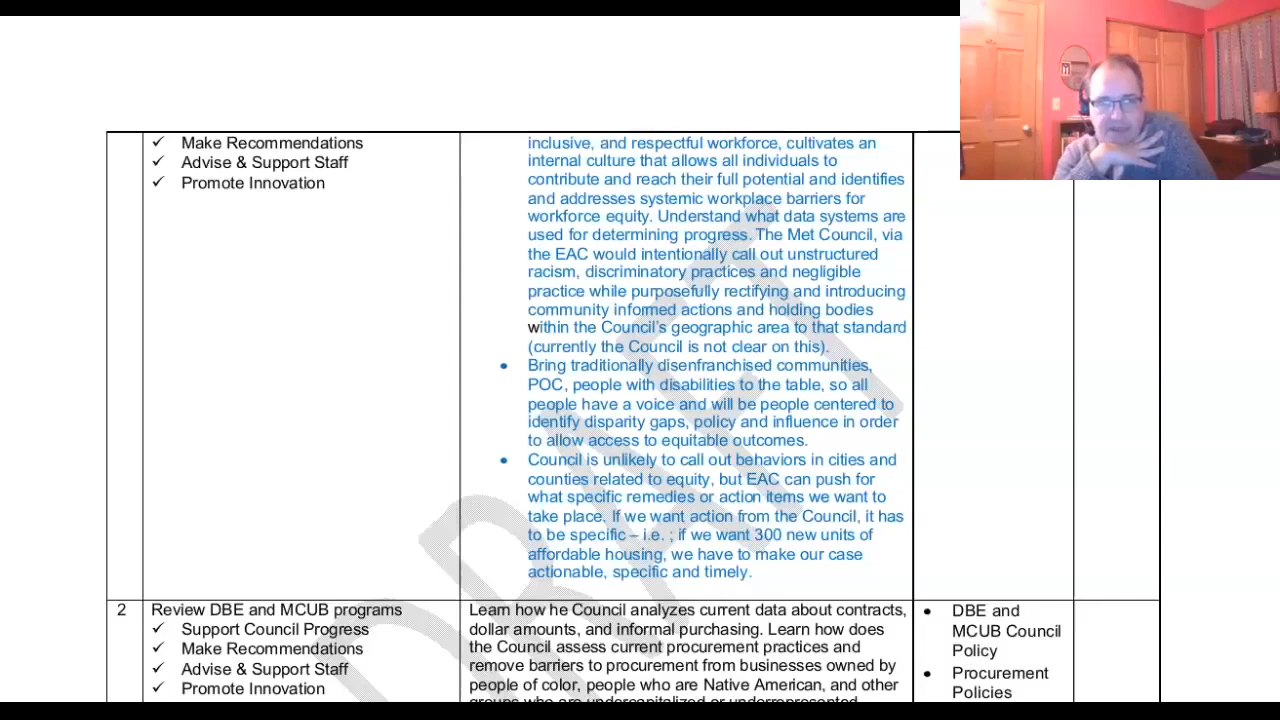 ✓ Make Recommendations
✓ Advise & Support Staff
✓ Promote Innovation
inclusive, and respectful workforce, cultivates an
internal culture that allows all individuals to
contribute and reach their full potential and identifies
and addresses systemic workplace barriers for
workforce equity. Understand what data systems are
used for determining progress. The Met Council, via
the EAC would intentionally call out unstructured
racism, discriminatory practices and negligible
practice while purposefully rectifying and introducing
community informed actions and holding bodies
within the Council's geographic area to that standard
(currently the Council is not clear on this).
• Bring traditionally disenfranchised communities,
POC, people with disabilities to the table, so all
people have a voice and will be people centered to
identify disparity gaps, policy and influence in order
to allow access to equitable outcomes.
• Council is unlikely to call out behaviors in cities and
counties related to equity, but EAC can push for
what specific remedies or action items we want to
take place. If we want action from the Council, it has
to be specific – i.e. ; if we want 300 new units of
affordable housing, we have to make our case
actionable, specific and timely.
2
Review DBE and MCUB programs
✓ Support Council Progress
✓ Make Recommendations
✓ Advise & Support Staff
✓ Promote Innovation
Learn how he Council analyzes current data about contracts,
dollar amounts, and informal purchasing. Learn how does
the Council assess current procurement practices and
remove barriers to procurement from businesses owned by
people of color, people who are Native American, and other
groups who are undercapitalized or underrepresented
• DBE and
MCUB Council
Policy
• Procurement
Policies
DRAFT